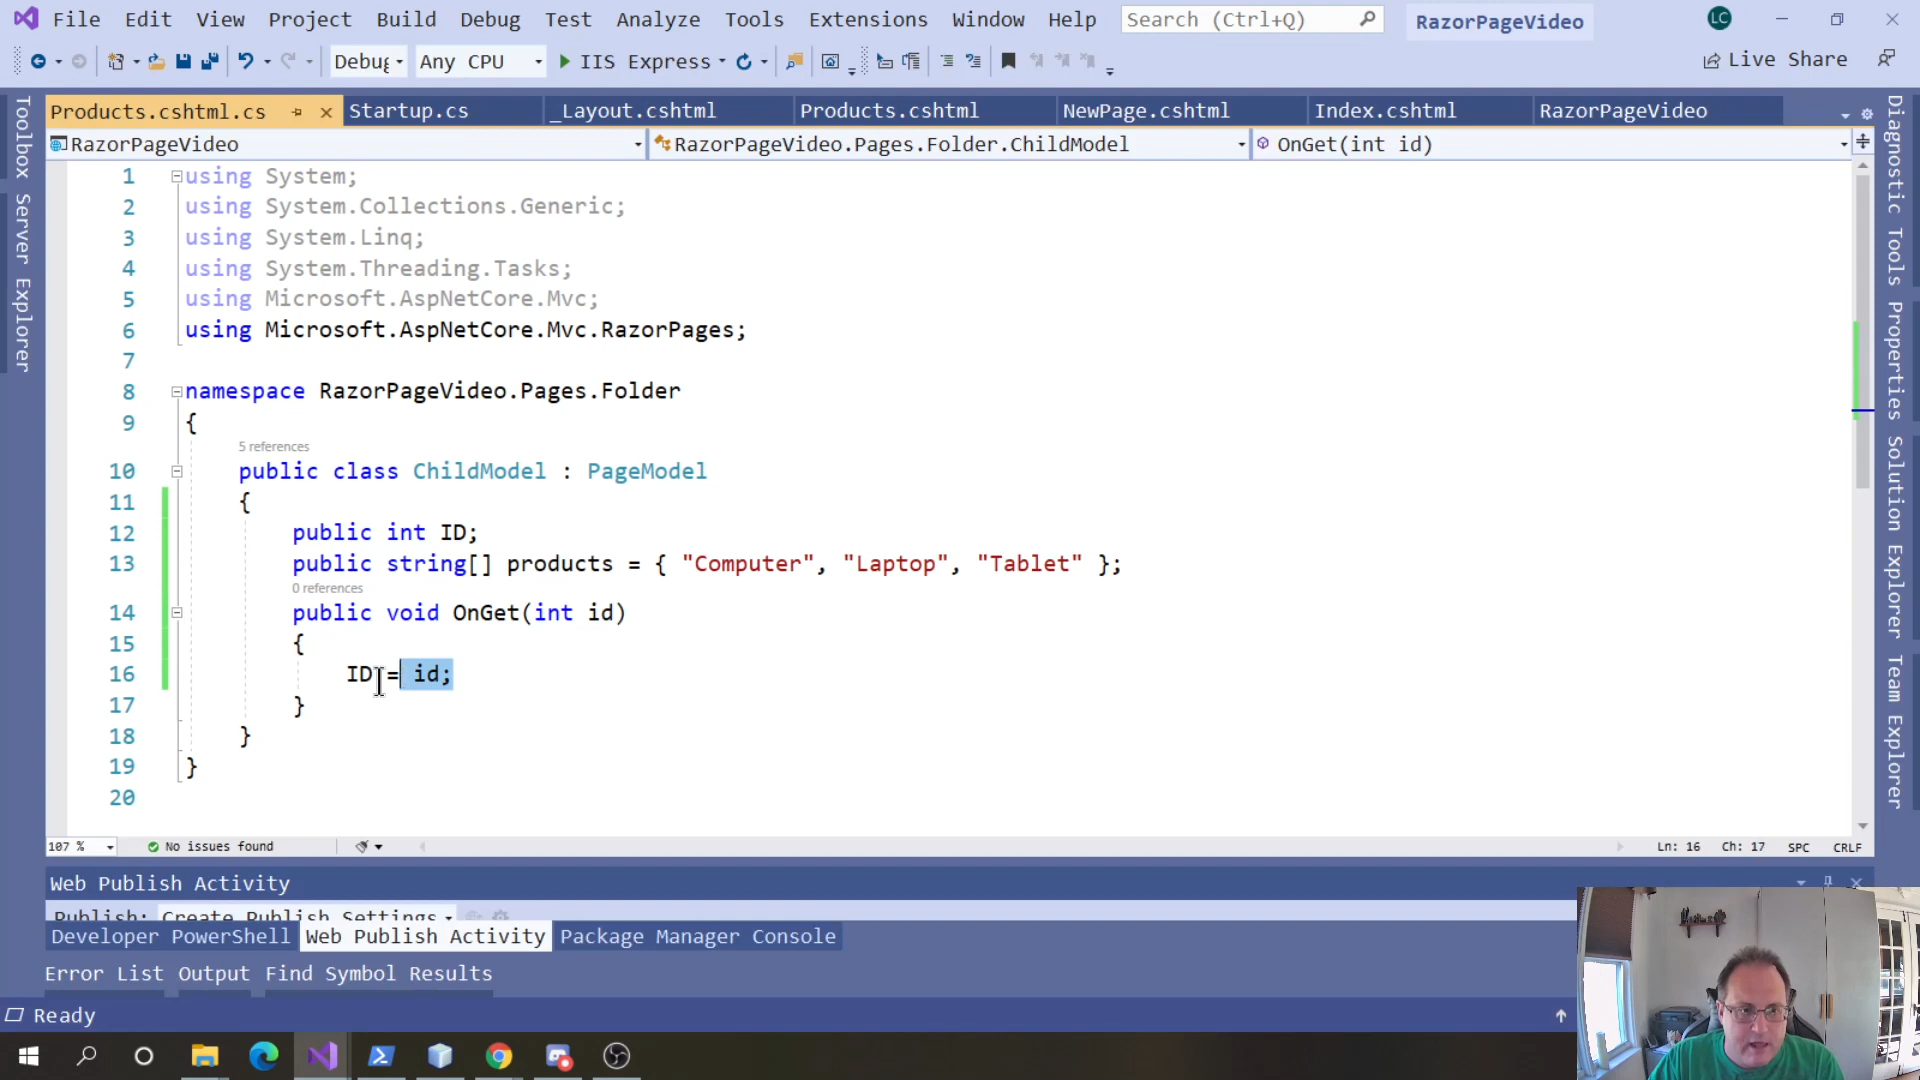 File Edit View Project Build Debug Test Analyze Tools Extensions Window Help Search (Ctrl+Q) RazorPageVideo LC
Debug Any CPU IIS Express Live Share
Products.cshtml.cs Startup.cs _Layout.cshtml Products.cshtml NewPage.cshtml Index.cshtml RazorPageVideo
RazorPageVideo RazorPageVideo.Pages.Folder.ChildModel OnGet(int id)
Toolbox
Server Explorer
1 using System;
2 using System.Collections.Generic;
3 using System.Linq;
4 using System.Threading.Tasks;
5 using Microsoft.AspNetCore.Mvc;
6 using Microsoft.AspNetCore.Mvc.RazorPages;
7
8 namespace RazorPageVideo.Pages.Folder
9 {
5 references
10 public class ChildModel : PageModel
11 {
12 public int ID;
13 public string[] products = { "Computer", "Laptop", "Tablet" };
0 references
14 public void OnGet(int id)
15 {
16 ID = id;
17 }
18 }
19 }
20
Diagnostic Tools
Properties
Solution Explorer
Team Explorer
107 % No issues found Ln: 16 Ch: 17 SPC CRLF
Web Publish Activity
Publish: Create Publish Settings
Developer PowerShell Web Publish Activity Package Manager Console
Error List Output Find Symbol Results
Ready